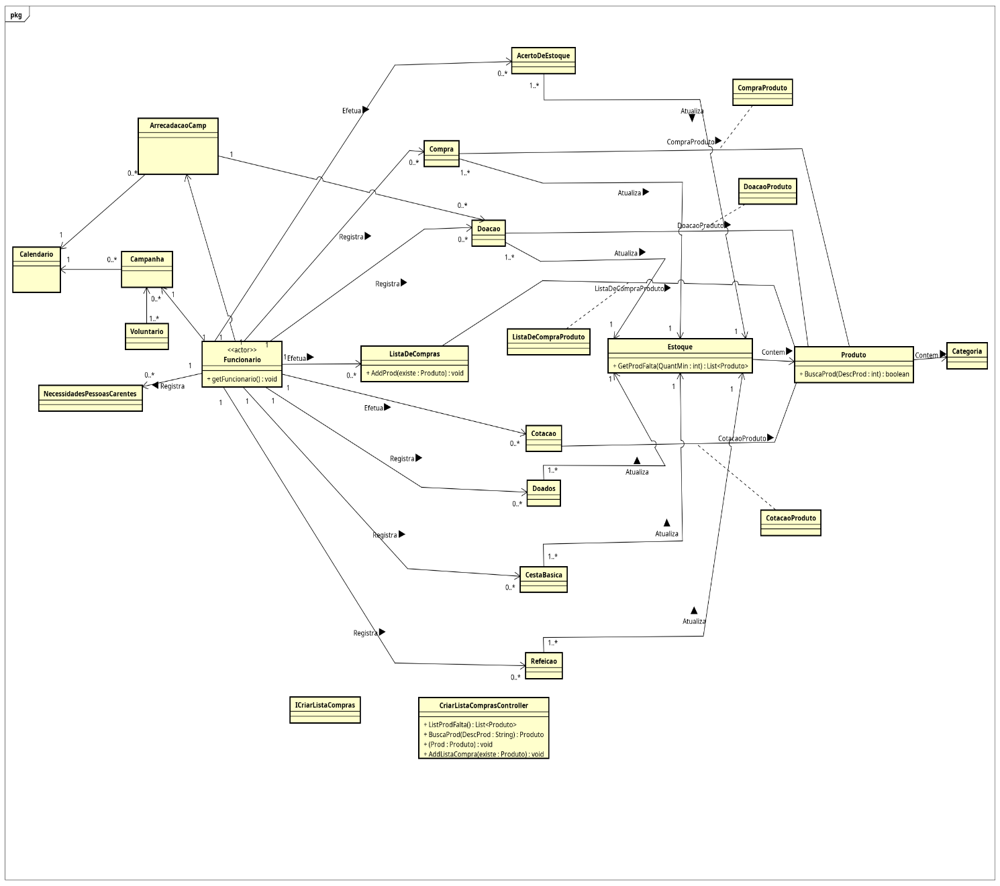 pkg
AcertoDeEstoque
0..*
1..*
CompraProduto
Efetua
Atualiza
ArrecadacaoCamp
CompraProduto
Compra
1
0..*
0..*
1..*
DoacaoProduto
Atualiza
0..*
Doacao
DoacaoProduto
1
Registra
0..*
Calendario
1
0..*
Campanha
Atualiza
1..*
Registra
ListaDeCompraProduto
1
0..*
1..*
1
1
1
Voluntario
ListaDeCompraProduto
1
1
1
1
<<actor>>
Funcionario
+ getFuncionario() : void
1
Efetua
0..*
ListaDeCompras
+ AddProd(existe : Produto) : void
Estoque
+ GetProdFalta(QuantMin : int) : List<Produto>
Contem
Produto
+ BuscaProd(DescProd : int) : boolean
Contem
Categoria
1
0..*
Registra
NecessidadesPessoasCarentes
1
1
1
1
1
1
1
Efetua
Cotacao
0..*
CotacaoProduto
Registra
1..*
Atualiza
Doados
0..*
CotacaoProduto
Registra
Atualiza
1..*
CestaBasica
0..*
Atualiza
Registra
1..*
Refeicao
0..*
ICriarListaCompras
CriarListaComprasController
+ ListProdFalta() : List<Produto>
+ BuscaProd(DescProd : String) : Produto
+ (Prod : Produto) : void
+ AddListaCompra(existe : Produto) : void